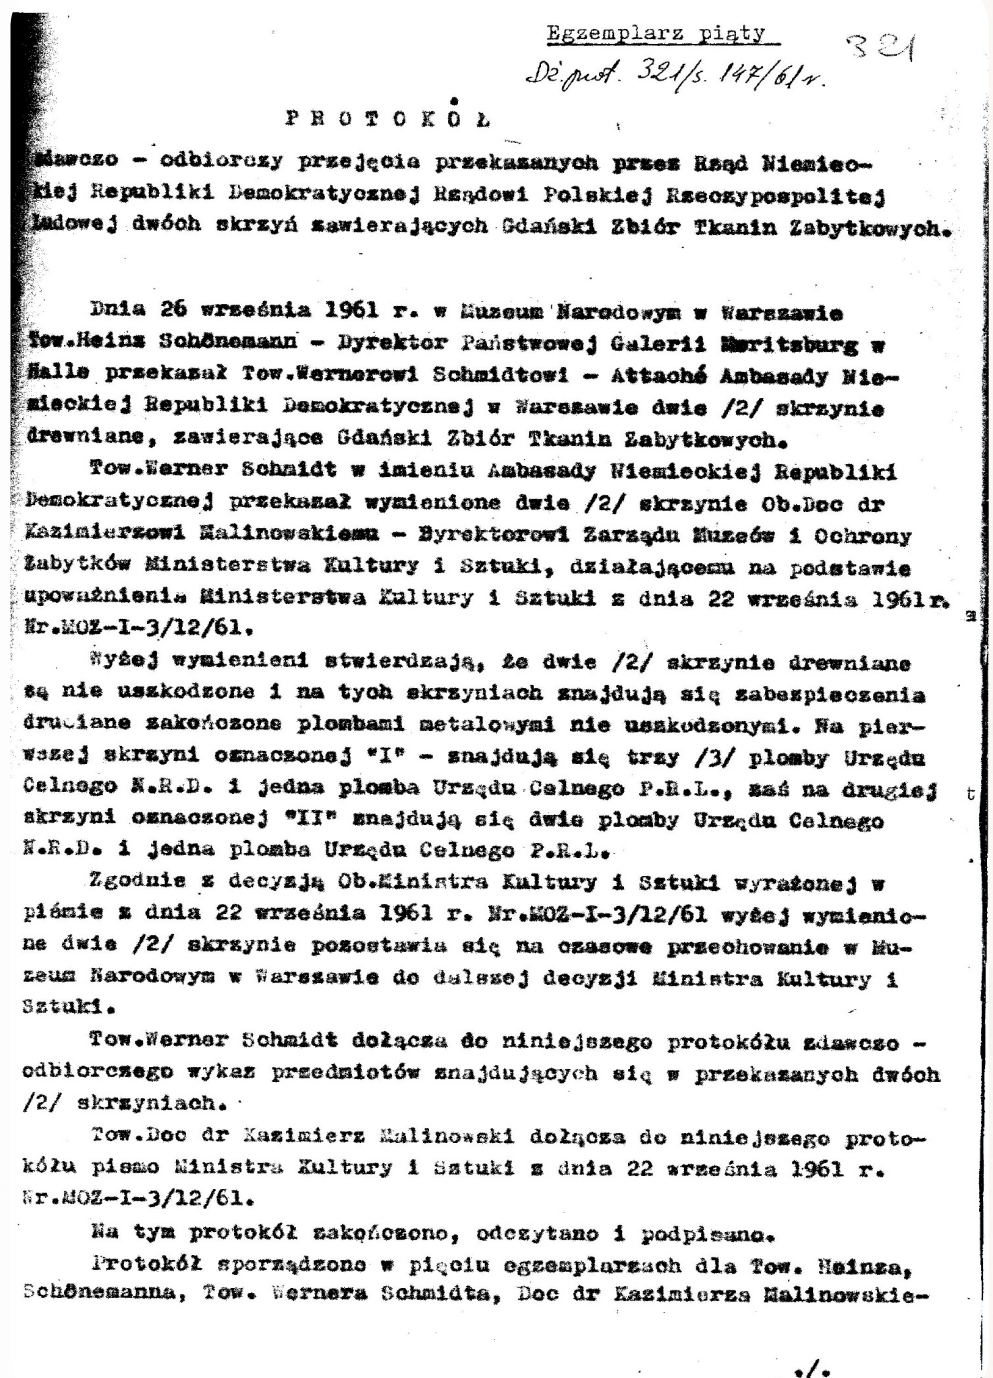 Egzemplarz piąty
321
Dz. prot. 321/s. 147/61 r.
P R O T O K Ó Ł
zdawczo - odbiorczy przejęcia przekazanych przez Rząd Niemiec-
kiej Republiki Demokratycznej Rządowi Polskiej Rzeczypospolitej
Ludowej dwóch skrzyń zawierających Gdański Zbiór Tkanin Zabytkowych.
Dnia 26 września 1961 r. w Muzeum Narodowym w Warszawie
Tow.Heinz Schönemann - Dyrektor Państwowej Galerii Moritzburg w
Halle przekazał Tow.Wernerowi Schmidtowi - Attaché Ambasady Nie-
mieckiej Republiki Demokratycznej w Warszawie dwie /2/ skrzynie
drewniane, zawierające Gdański Zbiór Tkanin Zabytkowych.
Tow.Werner Schmidt w imieniu Ambasady Niemieckiej Republiki
Demokratycznej przekazał wymienione dwie /2/ skrzynie Ob.Doc dr
Kazimierzowi Malinowskiemu - Dyrektorowi Zarządu Muzeów i Ochrony
Zabytków Ministerstwa Kultury i Sztuki, działającemu na podstawie
upoważnienia Ministerstwa Kultury i Sztuki z dnia 22 września 1961r.
Nr.MOZ-I-3/12/61.
Wyżej wymienieni stwierdzają, że dwie /2/ skrzynie drewniane
są nie uszkodzone i na tych skrzyniach znajdują się zabezpieczenia
druciane zakończone plombami metalowymi nie uszkodzonymi. Na pier-
wszej skrzyni oznaczonej "I" - znajdują się trzy /3/ plomby Urzędu
Celnego N.R.D. i jedna plomba Urzędu Celnego P.R.L., zaś na drugiej
skrzyni oznaczonej "II" znajdują się dwie plomby Urzędu Celnego
N.R.D. i jedna plomba Urzędu Celnego P.R.L.
Zgodnie z decyzją Ob.Ministra Kultury i Sztuki wyrażonej w
piśmie z dnia 22 września 1961 r. Nr.MOZ-I-3/12/61 wyżej wymienio-
ne dwie /2/ skrzynie pozostawia się na czasowe przechowanie w Mu-
zeum Narodowym w Warszawie do dalszej decyzji Ministra Kultury i
Sztuki.
Tow.Werner Schmidt dołącza do niniejszego protokółu zdawczo -
odbiorczego wykaz przedmiotów znajdujących się w przekazanych dwóch
/2/ skrzyniach.
Tow.Doc dr Kazimierz Malinowski dołącza do niniejszego proto-
kółu pismo Ministra Kultury i Sztuki z dnia 22 września 1961 r.
Nr.MOZ-I-3/12/61.
Na tym protokół zakończono, odczytano i podpisano.
Protokół sporządzono w pięciu egzemplarzach dla Tow. Heinza,
Schönemanna, Tow. Wernera Schmidta, Doc dr Kazimierza Malinowskie-
./.